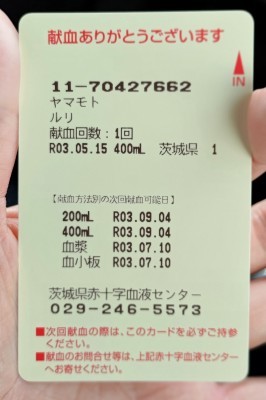 献血ありがとうございます
11-70427662
IN
ヤマモト
ルリ
献血回数：1回
R03.05.15 400mL 茨城県 1
【献血方法別の次回献血可能日】
200mL R03.09.04
400mL R03.09.04
血漿 R03.07.10
血小板 R03.07.10
茨城県赤十字血液センター
029-246-5573
■次回献血の際は、このカードを必ずご持参
ください。
■献血のお問合せ等は、上記赤十字血液センター
へお寄せください。